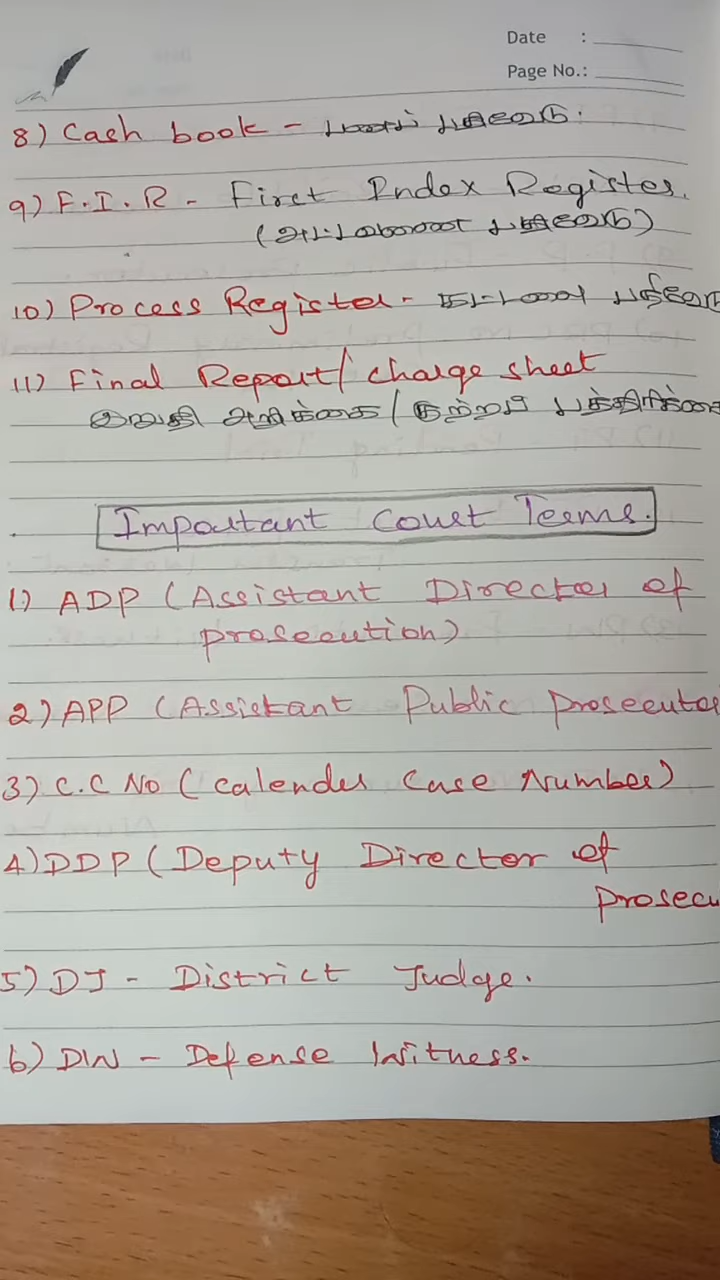 Date :
Page No.:
8) Cash book - பணப் பதிவேடு.
9) F.I.R - First Index Register.
(அட்டவணை பதிவேடு)
10) Process Register - கட்டளை பதிவேடு
11) Final Report/charge sheet
இறுதி அறிக்கை/குற்றப் பத்திரிக்கை
Important Court Terms.
1.) ADP (Assistant Director of
prosecution)
2) APP (Assistant Public Prosecutor
3) C.C No (Calender Case Number)
4) DDP (Deputy Director of
Prosecu
5) DJ - District Judge.
6) DW - Defense Witness.